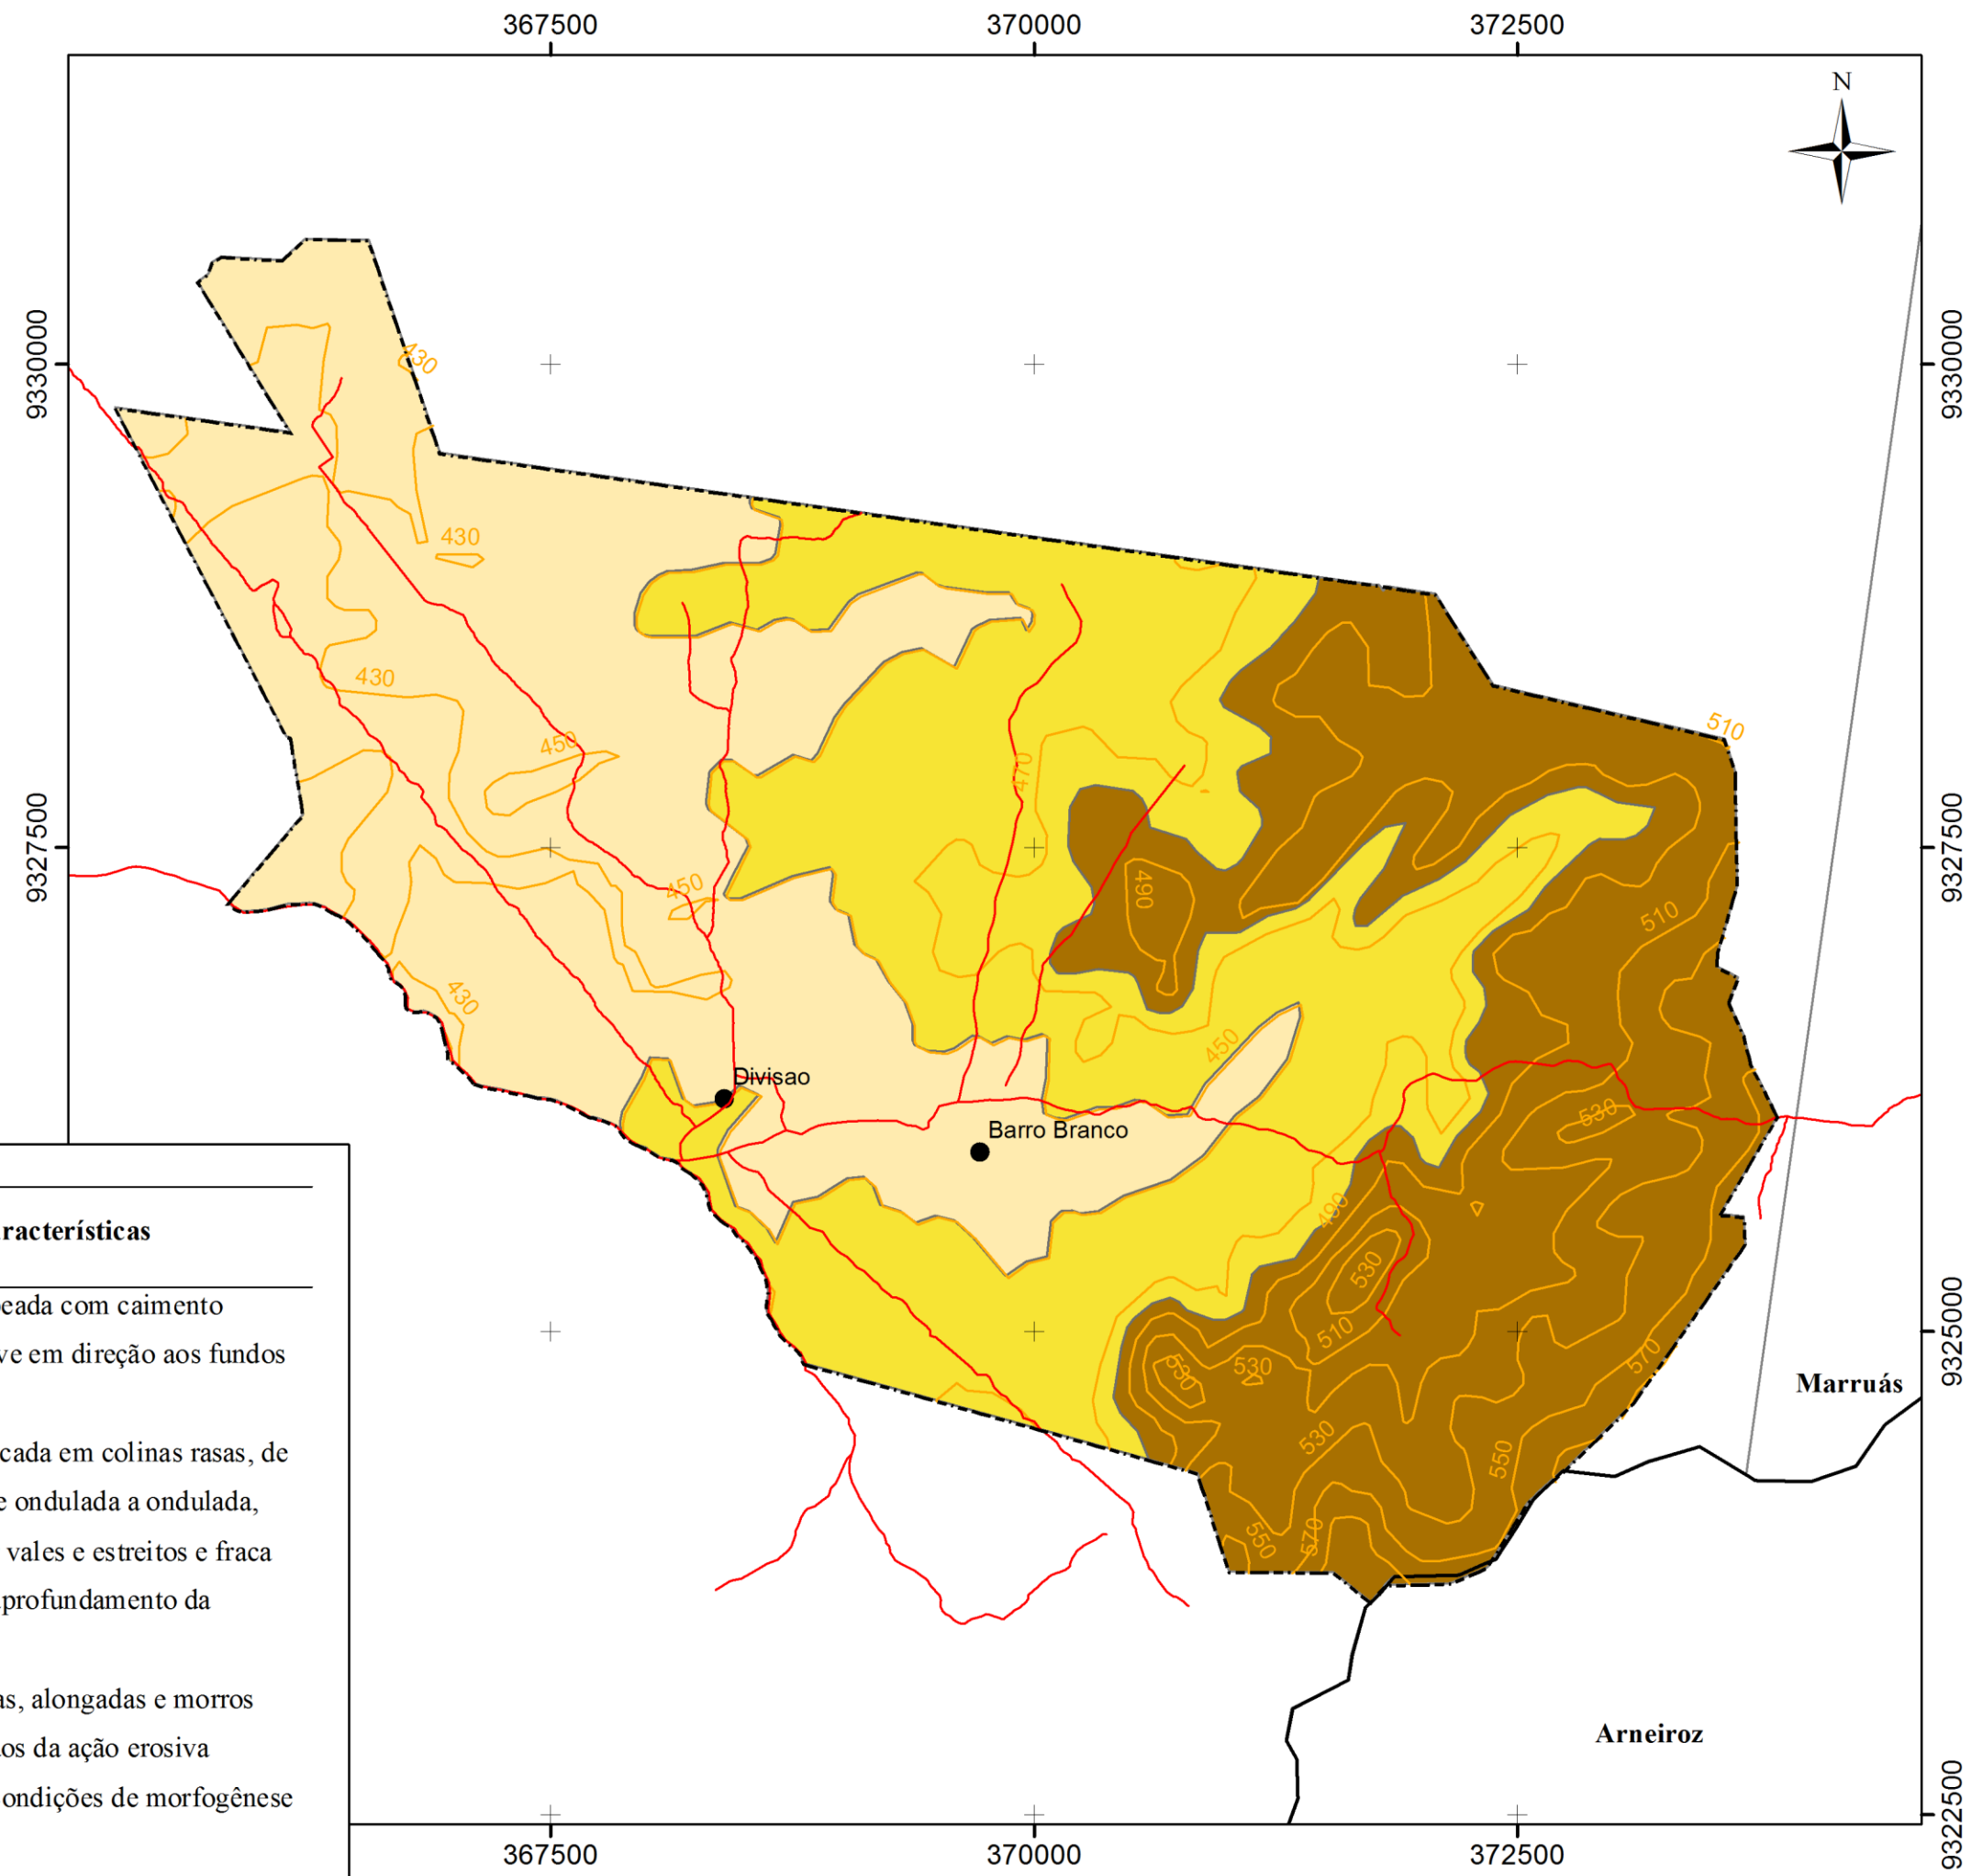 367500
370000
372500
N
9330000
9330000
430
430
430
510
450
470
9327500
9327500
450
490
510
430
450
Divisao
530
Barro Branco
490
530
510
530
530
570
9325000
9325000
Marruás
530
550
550
570
racterísticas
eada com caimento
ve em direção aos fundos
cada em colinas rasas, de
e ondulada a ondulada,
vales e estreitos e fraca
profundamento da
as, alongadas e morros
os da ação erosiva
ondições de morfogênese
Arneiroz
9322500
367500
370000
372500